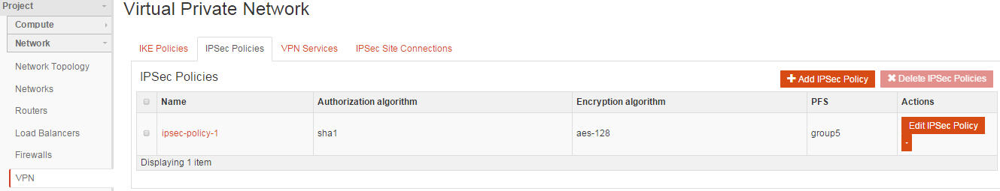 Project
Compute
Network
Network Topology
Networks
Routers
Load Balancers
Firewalls
VPN
Virtual Private Network
IKE Policies IPSec Policies VPN Services IPSec Site Connections
IPSec Policies
Add IPSec Policy Delete IPSec Policies
Name Authorization algorithm Encryption algorithm PFS Actions
ipsec-policy-1 sha1 aes-128 group5 Edit IPSec Policy
Displaying 1 item